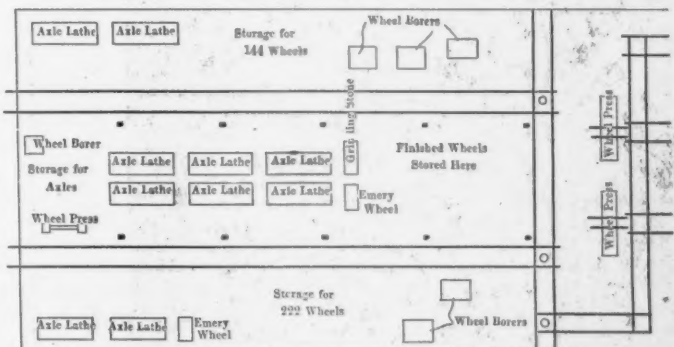 Wheel Borers
Axle Lathe
Axle Lathe
Storage for
144 Wheels
Grinding Stone
Wheel Press
Wheel Borer
Storage for
Axles
Axle Lathe
Axle Lathe
Axle Lathe
Finished Wheels
Stored Here
Axle Lathe
Axle Lathe
Axle Lathe
Emery
Wheel
Wheel Press
Wheel Press
Storage for
222 Wheels
Axle Lathe
Axle Lathe
Emery
Wheel
Wheel Borers